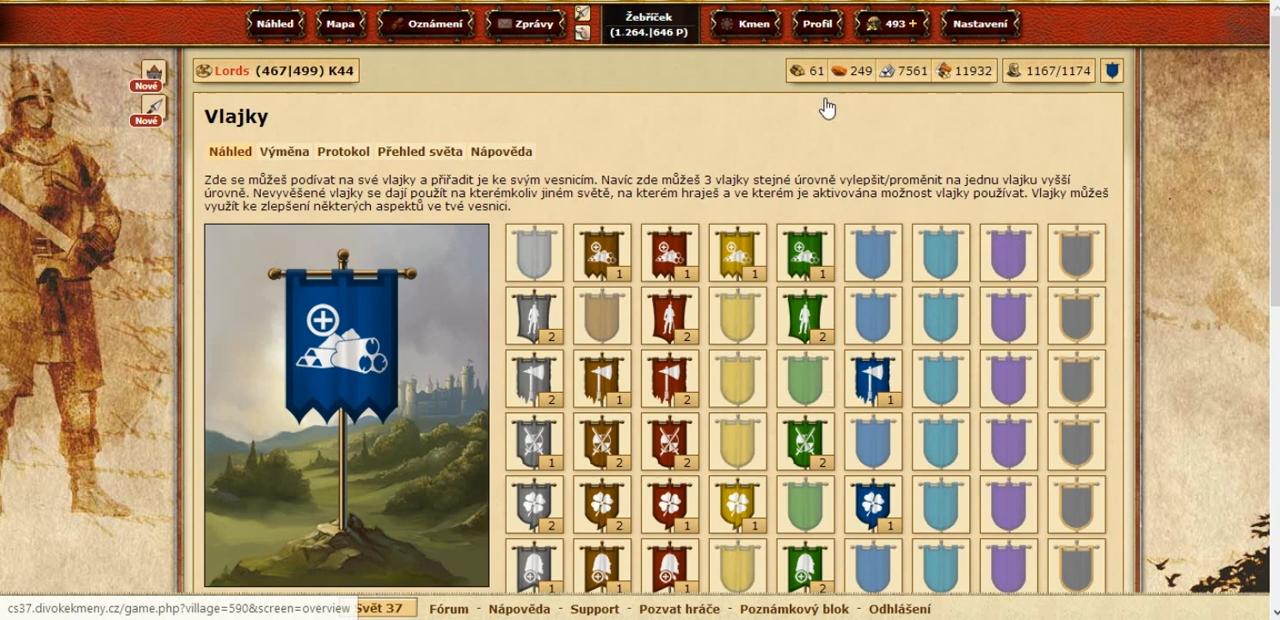 Náhled Mapa Oznámení Zprávy Žebříček Kmen Profil 493 + Nastavení
(1.264.|646 P)
Nové
Nové
Lords (467|499) K44 61 249 7561 11932 1167/1174
Vlajky
Náhled Výměna Protokol Přehled světa Nápověda
Zde se můžeš podívat na své vlajky a přiřadit je ke svým vesnicím. Navíc zde můžeš 3 vlajky stejné úrovně vylepšit/proměnit na jednu vlajku vyšší
úrovně. Nevyvěšené vlajky se dají použít na kterémkoliv jiném světě, na kterém hraješ a ve kterém je aktivována možnost vlajky používat. Vlajky můžeš
využít ke zlepšení některých aspektů ve tvé vesnici.
1 1 1 1
2 2 2
2 1 2 1
1 2 2 2
2 2 1 1 1
1 1 1 2
cs37.divokekmeny.cz/game.php?village=590&screen=overview Svět 37 Fórum - Nápověda - Support - Pozvat hráče - Poznámkový blok - Odhlášení